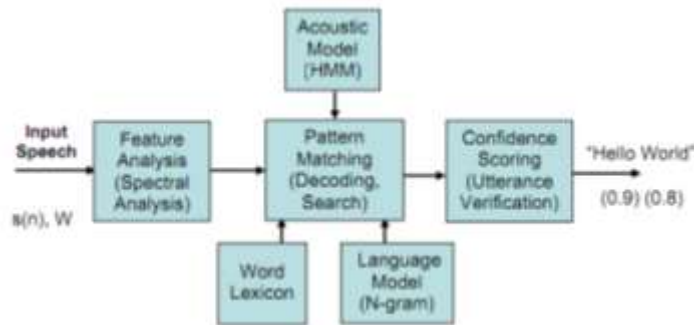 Acoustic
Model
(HMM)
Input
Speech
s(n), W
Feature
Analysis
(Spectral
Analysis)
Pattern
Matching
(Decoding,
Search)
Confidence
Scoring
(Utterance
Verification)
"Hello World"
(0.9) (0.8)
Word
Lexicon
Language
Model
(N-gram)